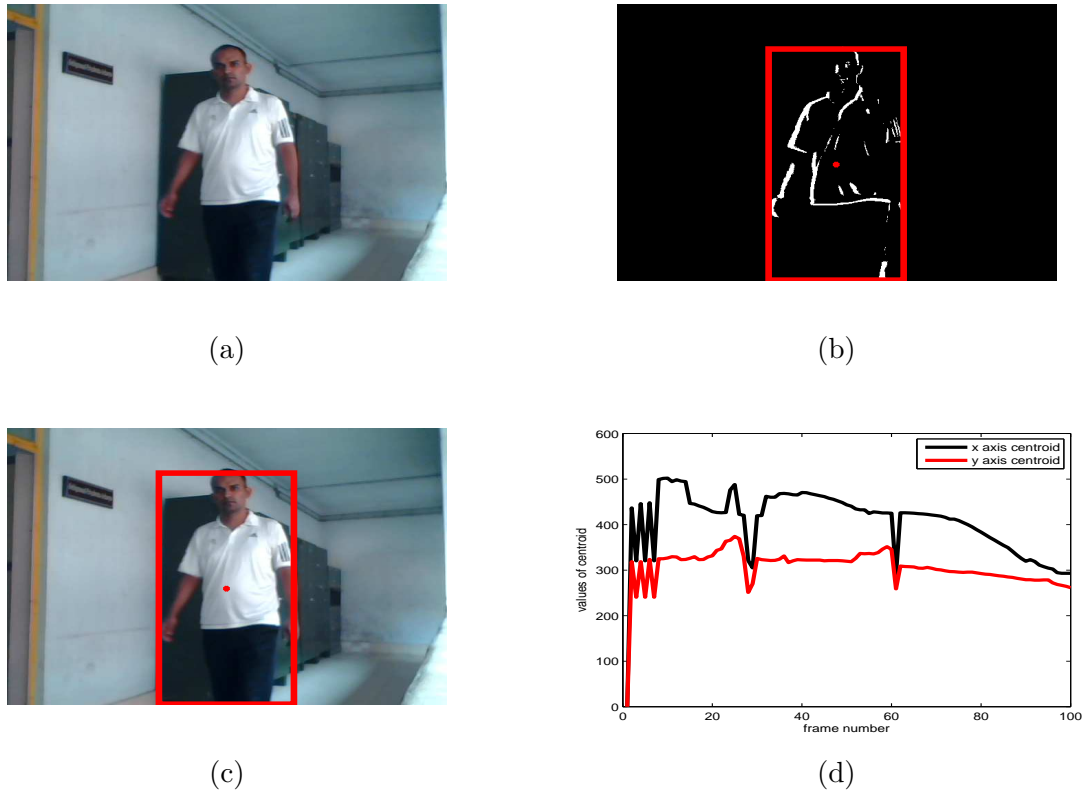 (a)
(b)
(c)
600
500
400
300
200
100
0
values of centroid
x axis centroid
y axis centroid
0 20 40 60 80 100
frame number
(d)